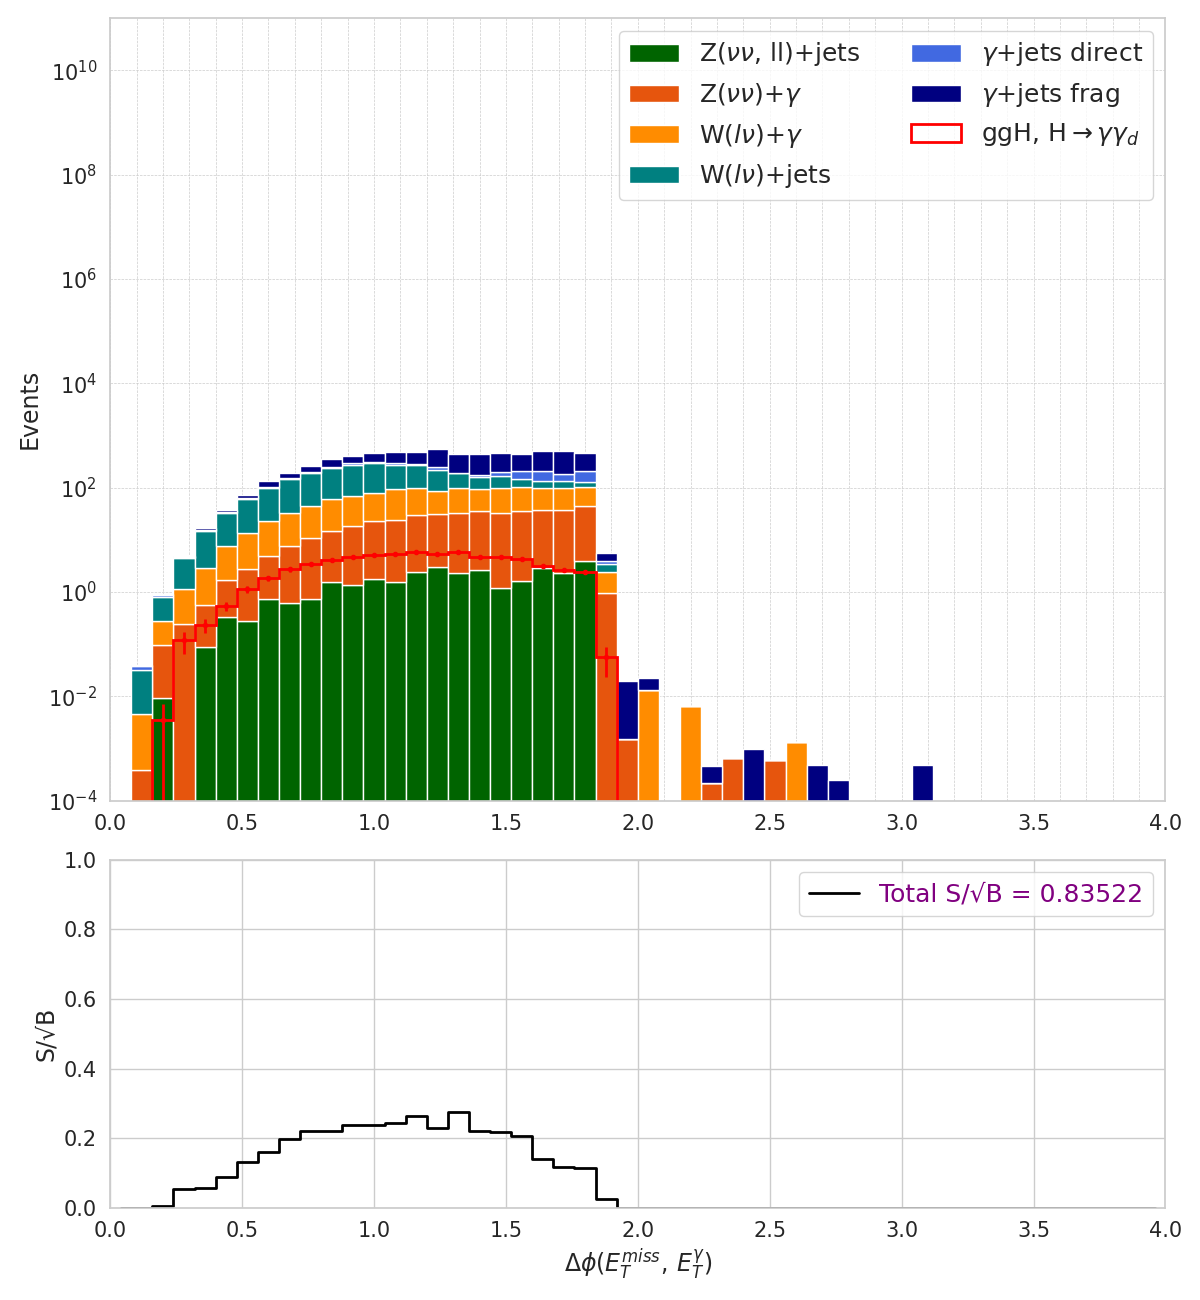 Z(νν, ll)+jets
Z(νν)+γ
W(lν)+γ
W(lν)+jets
γ+jets direct
γ+jets frag
ggH, H→γγ_d
Events
10^10
10^8
10^6
10^4
10^2
10^0
10^−2
10^−4
0.0 0.5 1.0 1.5 2.0 2.5 3.0 3.5 4.0
Total S/√B = 0.83522
S/√B
1.0
0.8
0.6
0.4
0.2
0.0
0.0 0.5 1.0 1.5 2.0 2.5 3.0 3.5 4.0
Δϕ(E_T^miss, E_T^γ)